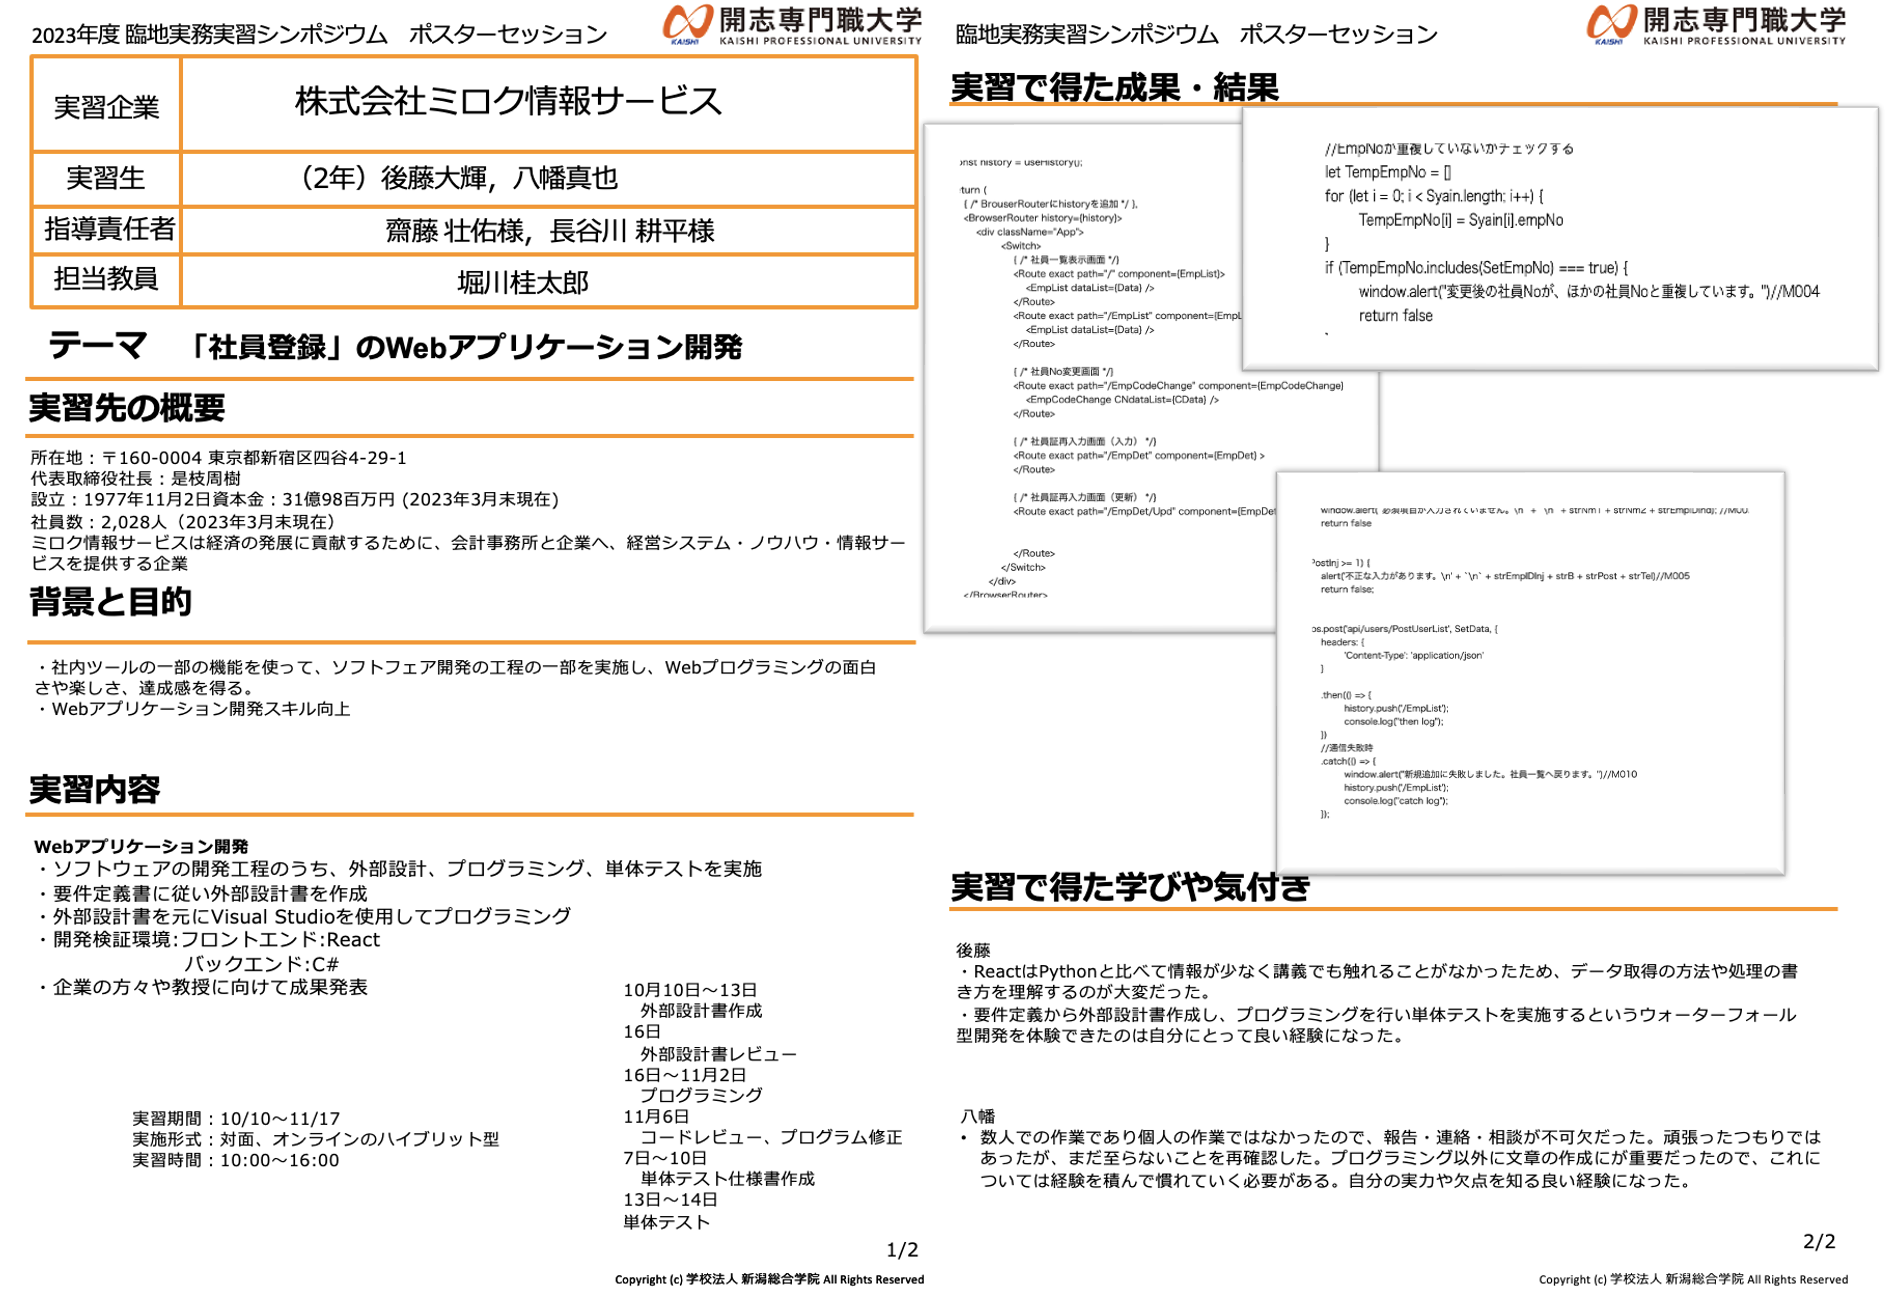 2023年度 臨地実務実習シンポジウム　ポスターセッション
KAISHI
開志専門職大学
KAISHI PROFESSIONAL UNIVERSITY
実習企業
株式会社ミロク情報サービス
実習生
（2年）後藤大輝，八幡真也
指導責任者
齋藤 壮佑様，長谷川 耕平様
担当教員
堀川桂太郎
テーマ　「社員登録」のWebアプリケーション開発
実習先の概要
所在地：〒160-0004 東京都新宿区四谷4-29-1
代表取締役社長：是枝周樹
設立：1977年11月2日資本金：31億98百万円 (2023年3月末現在)
社員数：2,028人（2023年3月末現在）
ミロク情報サービスは経済の発展に貢献するために、会計事務所と企業へ、経営システム・ノウハウ・情報サー
ビスを提供する企業
背景と目的
・社内ツールの一部の機能を使って、ソフトフェア開発の工程の一部を実施し、Webプログラミングの面白
さや楽しさ、達成感を得る。
・Webアプリケーション開発スキル向上
実習内容
Webアプリケーション開発
・ソフトウェアの開発工程のうち、外部設計、プログラミング、単体テストを実施
・要件定義書に従い外部設計書を作成
・外部設計書を元にVisual Studioを使用してプログラミング
・開発検証環境:フロントエンド:React
バックエンド:C#
・企業の方々や教授に向けて成果発表
実習期間：10/10～11/17
実施形式：対面、オンラインのハイブリット型
実習時間：10:00～16:00
10月10日～13日
外部設計書作成
16日
外部設計書レビュー
16日～11月2日
プログラミング
11月6日
コードレビュー、プログラム修正
7日～10日
単体テスト仕様書作成
13日～14日
単体テスト
1/2
Copyright (c) 学校法人 新潟総合学院 All Rights Reserved
臨地実務実習シンポジウム　ポスターセッション
KAISHI
開志専門職大学
KAISHI PROFESSIONAL UNIVERSITY
実習で得た成果・結果
onst history = useHistory();
turn (
{ /* BrouserRouterにhistoryを追加 */ },
<BrowserRouter history={history}>
<div className="App">
<Switch>
{ /* 社員一覧表示画面 */}
<Route exact path="/" component={EmpList}>
<EmpList dataList={Data} />
</Route>
<Route exact path="/EmpList" component={EmpL
<EmpList dataList={Data} />
</Route>
{ /* 社員No変更画面 */}
<Route exact path="/EmpCodeChange" component={EmpCodeChange}
<EmpCodeChange CNdataList={CData} />
</Route>
{ /* 社員証再入力画面（入力） */}
<Route exact path="/EmpDet" component={EmpDet} >
</Route>
{ /* 社員証再入力画面（更新） */}
<Route exact path="/EmpDet/Upd" component={EmpDet
</Route>
</Switch>
</div>
</BrowserRouter>
//EmpNoが重複していないかチェックする
let TempEmpNo = []
for (let i = 0; i < Syain.length; i++) {
TempEmpNo[i] = Syain[i].empNo
}
if (TempEmpNo.includes(SetEmpNo) === true) {
window.alert("変更後の社員Noが、ほかの社員Noと重複しています。")//M004
return false
window.alert( 必須項目が入力されていません。\n + \n + strNm1 + strNm2 + strEmpIDInd); //M00
return false
PostInj >= 1) {
alert('不正な入力があります。\n' + `\n` + strEmpIDInj + strB + strPost + strTel)//M005
return false;
os.post('api/users/PostUserList', SetData, {
headers: {
'Content-Type': 'application/json'
}
.then(() => {
history.push('/EmpList');
console.log("then log");
})
//通信失敗時
.catch(() => {
window.alert("新規追加に失敗しました。社員一覧へ戻ります。")//M010
history.push('/EmpList');
console.log("catch log");
});
実習で得た学びや気付き
後藤
・ReactはPythonと比べて情報が少なく講義でも触れることがなかったため、データ取得の方法や処理の書
き方を理解するのが大変だった。
・要件定義から外部設計書作成し、プログラミングを行い単体テストを実施するというウォーターフォール
型開発を体験できたのは自分にとって良い経験になった。
八幡
• 数人での作業であり個人の作業ではなかったので、報告・連絡・相談が不可欠だった。頑張ったつもりでは
あったが、まだ至らないことを再確認した。プログラミング以外に文章の作成にが重要だったので、これに
ついては経験を積んで慣れていく必要がある。自分の実力や欠点を知る良い経験になった。
2/2
Copyright (c) 学校法人 新潟総合学院 All Rights Reserved